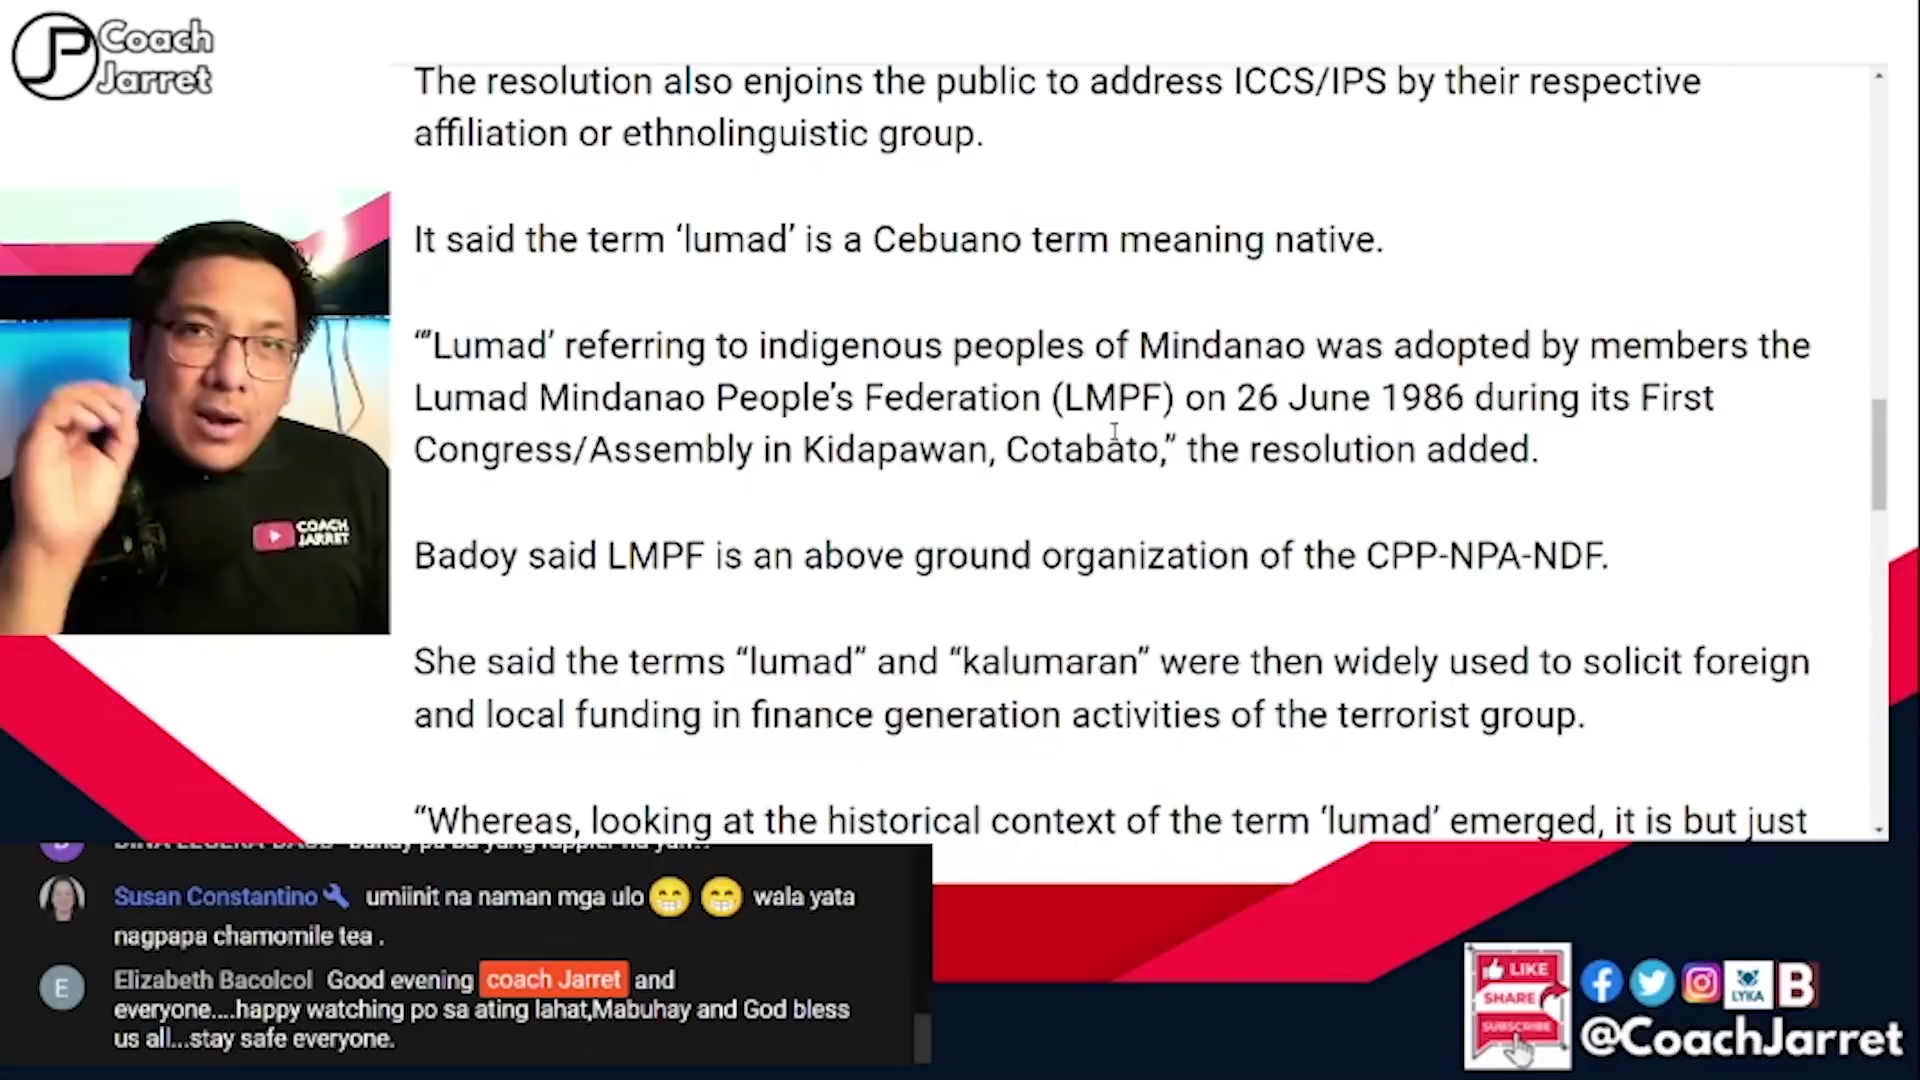 Coach
Jarret
The resolution also enjoins the public to address ICCS/IPS by their respective
affiliation or ethnolinguistic group.
It said the term ‘lumad’ is a Cebuano term meaning native.
“‘Lumad’ referring to indigenous peoples of Mindanao was adopted by members the
Lumad Mindanao People’s Federation (LMPF) on 26 June 1986 during its First
Congress/Assembly in Kidapawan, Cotabato,” the resolution added.
Badoy said LMPF is an above ground organization of the CPP-NPA-NDF.
She said the terms “lumad” and “kalumaran” were then widely used to solicit foreign
and local funding in finance generation activities of the terrorist group.
“Whereas, looking at the historical context of the term ‘lumad’ emerged, it is but just
COACH
JARRET
Susan Constantino umiinit na naman mga ulo😁😁 wala yata
nagpapa chamomile tea .
E
Elizabeth Bacolcol Good evening coach Jarret and
everyone....happy watching po sa ating lahat,Mabuhay and God bless
us all...stay safe everyone.
LIKE
SHARE
SUBSCRIBE
LYKA
B
@CoachJarret